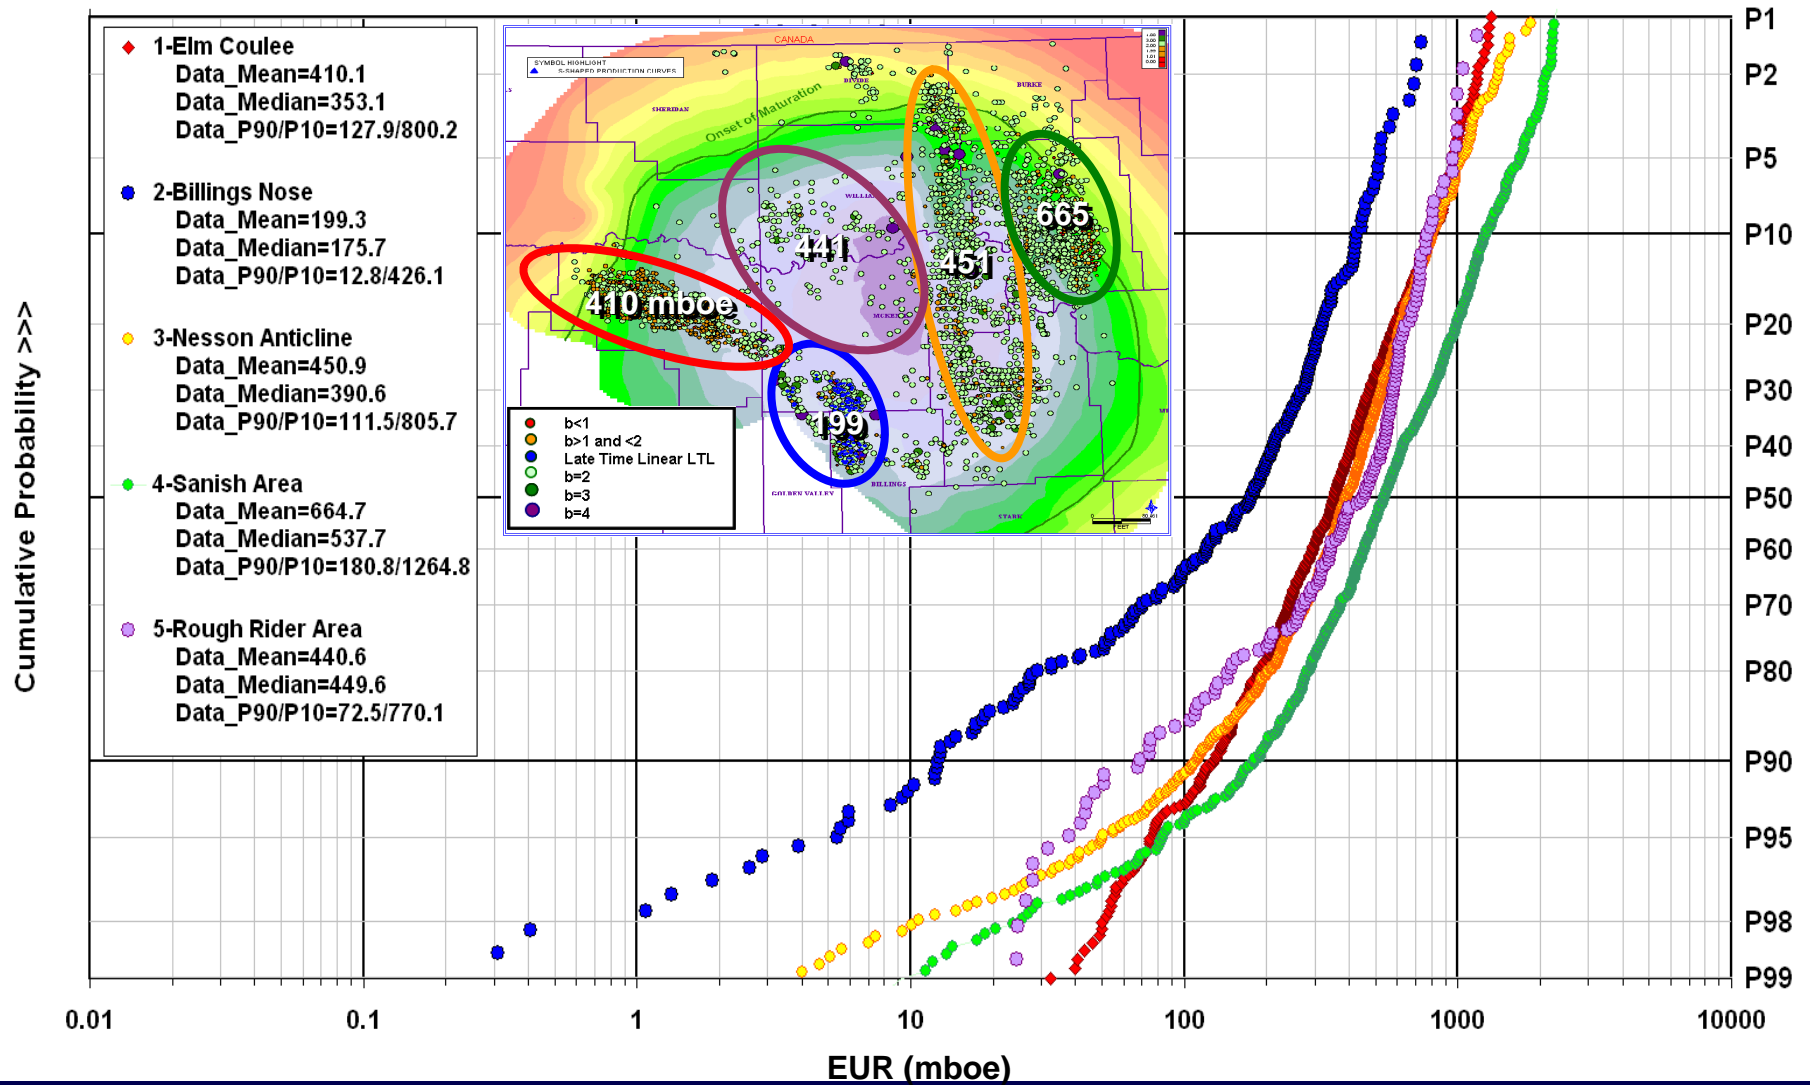 1-Elm Coulee
Data_Mean=410.1
Data_Median=353.1
Data_P90/P10=127.9/800.2
2-Billings Nose
Data_Mean=199.3
Data_Median=175.7
Data_P90/P10=12.8/426.1
3-Nesson Anticline
Data_Mean=450.9
Data_Median=390.6
Data_P90/P10=111.5/805.7
4-Sanish Area
Data_Mean=664.7
Data_Median=537.7
Data_P90/P10=180.8/1264.8
5-Rough Rider Area
Data_Mean=440.6
Data_Median=449.6
Data_P90/P10=72.5/770.1
Cumulative Probability >>>
CANADA
SYMBOL HIGHLIGHT
S-SHAPED PRODUCTION CURVES
DIVIDE
BURKE
SHERIDAN
Onset of Maturation
665
441
451
410 mboe
199
GOLDEN VALLEY
BILLINGS
STARK
FEET
b<1
b>1 and <2
Late Time Linear LTL
b=2
b=3
b=4
P1
P2
P5
P10
P20
P30
P40
P50
P60
P70
P80
P90
P95
P98
P99
0.01
0.1
1
10
100
1000
10000
EUR (mboe)